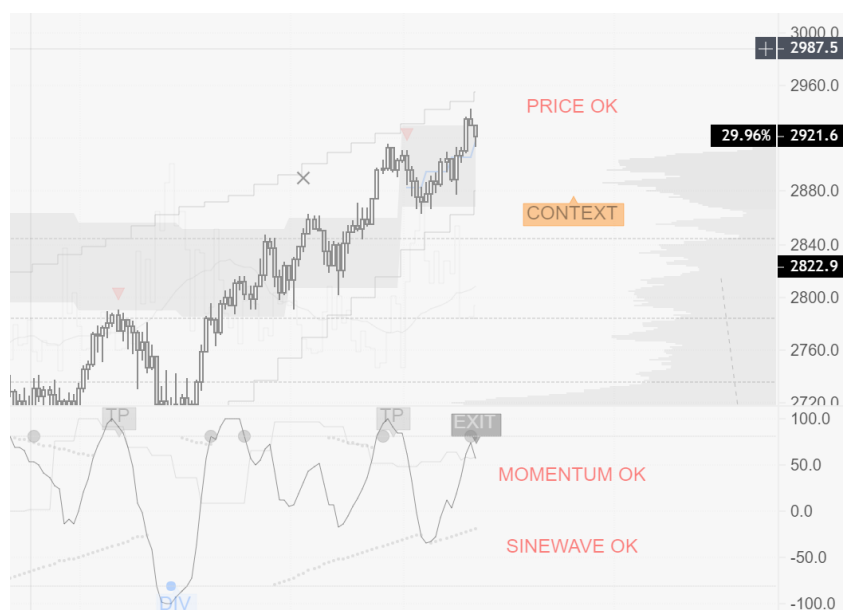 3000.0
2987.5
2960.0
PRICE OK
29.96% 2921.6
2880.0
CONTEXT
2840.0
2822.9
2800.0
2760.0
2720.0
TP TP EXIT 100.0
50.0
MOMENTUM OK
0.0
SINEWAVE OK
-50.0
DIV -100.0